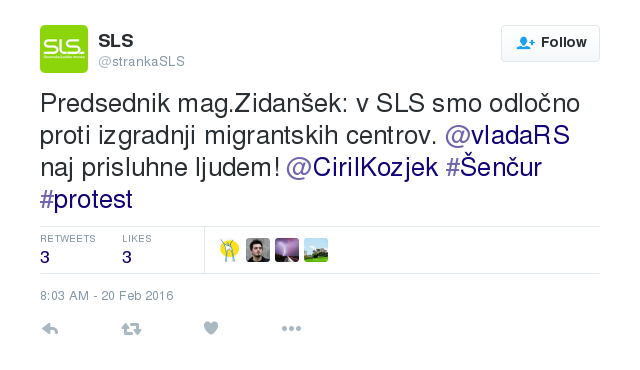 SLS
SLS
@strankaSLS
Follow
Predsednik mag.Zidanšek: v SLS smo odločno
proti izgradnji migrantskih centrov. @vladaRS
naj prisluhne ljudem! @CirilKozjek #Šenčur
#protest
RETWEETS LIKES
3 3
8:03 AM - 20 Feb 2016